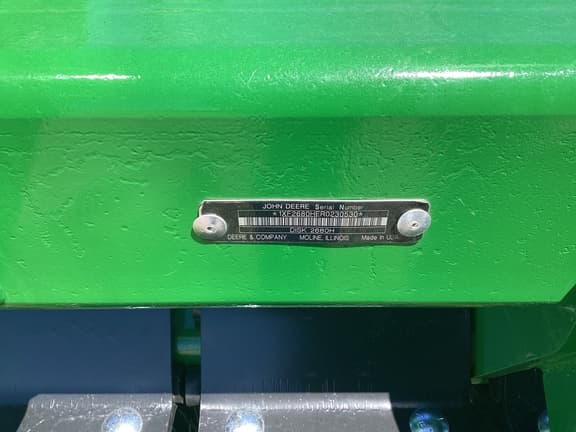 JOHN DEERE Serial Number
*1XF2680HER0230530*
DISK 2680H
DEERE & COMPANY MOLINE, ILLINOIS Made in U.S.A.